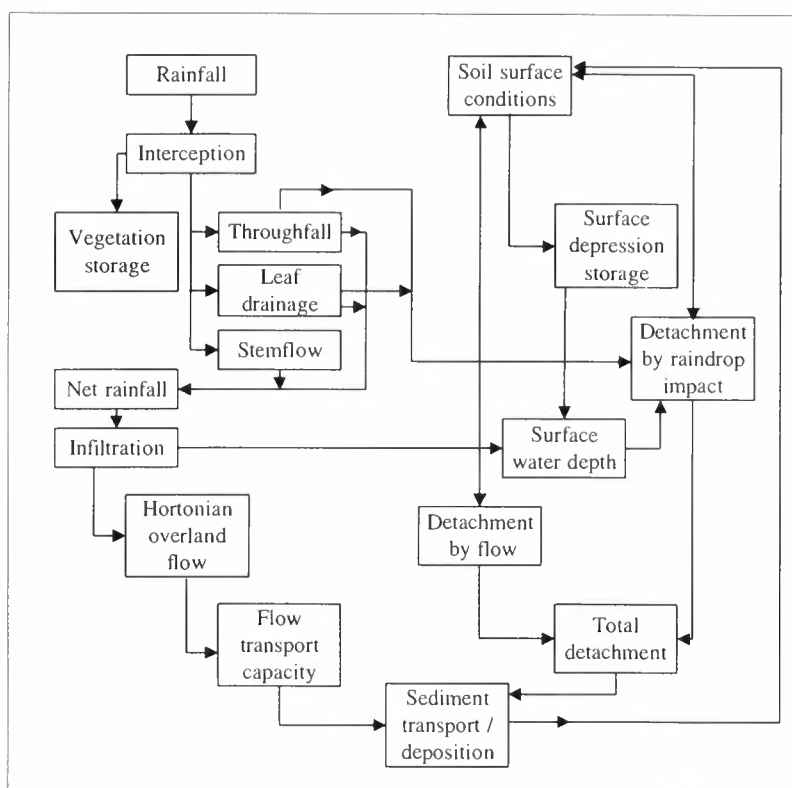 Rainfall
Interception
Vegetation
storage
Throughfall
Leaf
drainage
Stemflow
Net rainfall
Infiltration
Hortonian
overland
flow
Flow
transport
capacity
Sediment
transport /
deposition
Soil surface
conditions
Surface
depression
storage
Detachment
by raindrop
impact
Surface
water depth
Detachment
by flow
Total
detachment